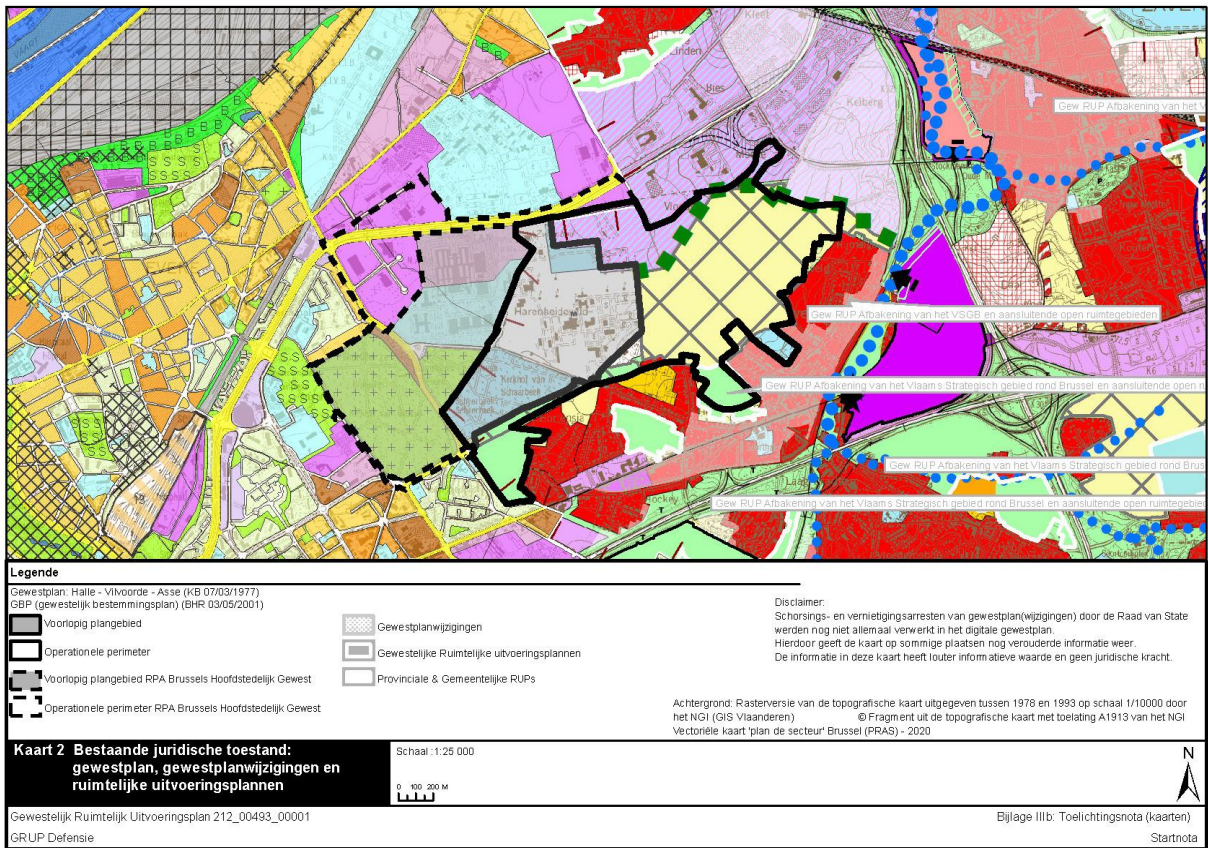 VAART
Kleet
Linden
Bies
Kelberg
Gew RUP Afbakening van het V
Harenheideveld
Gew RUP Afbakening van het VSGB en aansluitende open ruimtegebieden
Kerkhof van
Schaarbeek
Gew RUP Afbakening van het Vlaams Strategisch gebied rond Brussel en aansluitende open r
Gew RUP Afbakening van het Vlaams Strategisch gebied rond Brus
Gew RUP Afbakening van het Vlaams Strategisch gebied rond Brussel en aansluitende open ruimtegebie
Legende
Gewestplan: Halle - Vilvoorde - Asse (KB 07/03/1977)
GBP (gewestelijk bestemmingsplan) (BHR 03/05/2001)
Voorlopig plangebied
Operationele perimeter
Voorlopig plangebied RPA Brussels Hoofdstedelijk Gewest
Operationele perimeter RPA Brussels Hoofdstedelijk Gewest
Gewestplanwijzigingen
Gewestelijke Ruimtelijke uitvoeringsplannen
Provinciale & Gemeentelijke RUPs
Disclaimer:
Schorsings- en vernietigingsarresten van gewestplan(wijzigingen) door de Raad van State
werden nog niet allemaal verwerkt in het digitale gewestplan.
Hierdoor geeft de kaart op sommige plaatsen nog verouderde informatie weer.
De informatie in deze kaart heeft louter informatieve waarde en geen juridische kracht.
Achtergrond: Rasterversie van de topografische kaart uitgegeven tussen 1978 en 1993 op schaal 1/10000 door
het NGI (GIS Vlaanderen) © Fragment uit de topografische kaart met toelating A1913 van het NGI
Vectoriële kaart 'plan de secteur' Brussel (PRAS) - 2020
Kaart 2 Bestaande juridische toestand:
gewestplan, gewestplanwijzigingen en
ruimtelijke uitvoeringsplannen
Schaal :1:25 000
0 100 200 M
N
Gewestelijk Ruimtelijk Uitvoeringsplan 212_00493_00001
GRUP Defensie
Bijlage IIIb: Toelichtingsnota (kaarten)
Startnota